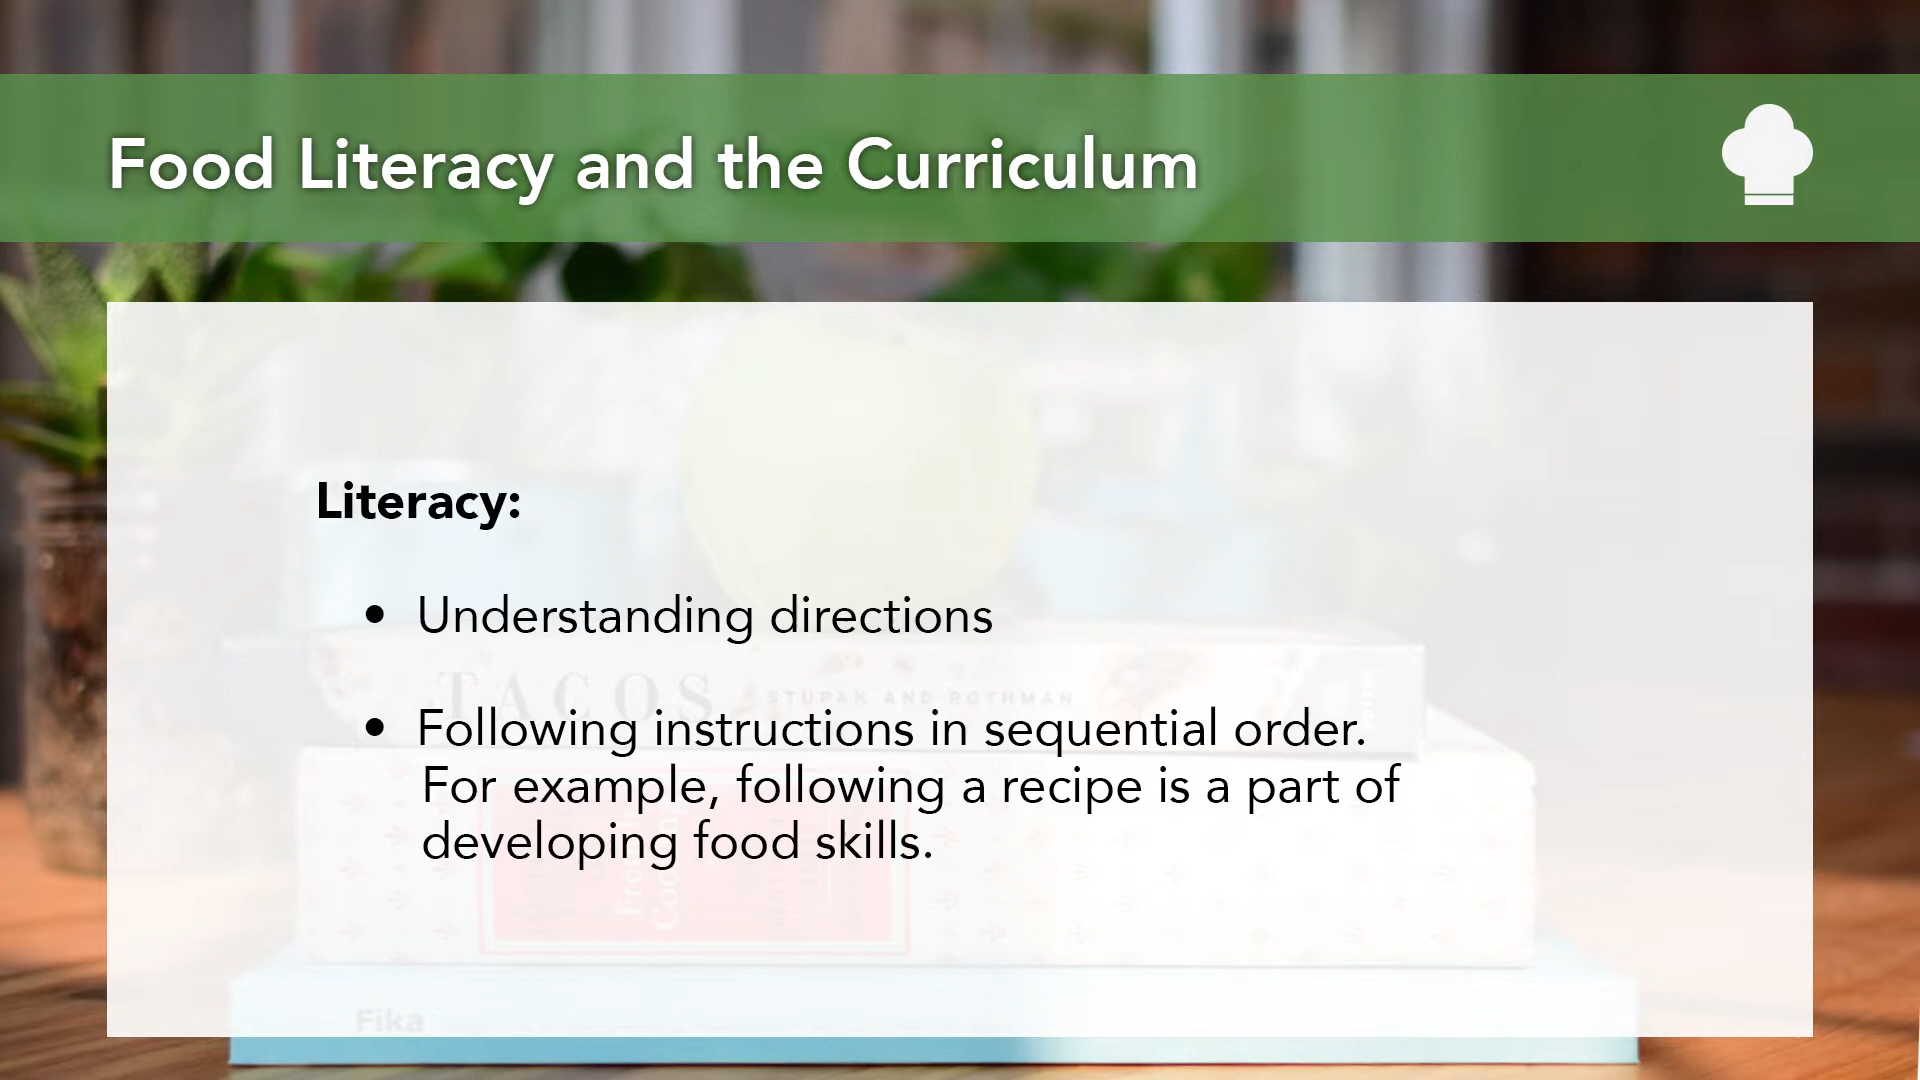 Food Literacy and the Curriculum
Literacy:
• Understanding directions
TACOS STUPAK AND ROTHMAN
• Following instructions in sequential order.
For example, following a recipe is a part of
developing food skills.
Fika